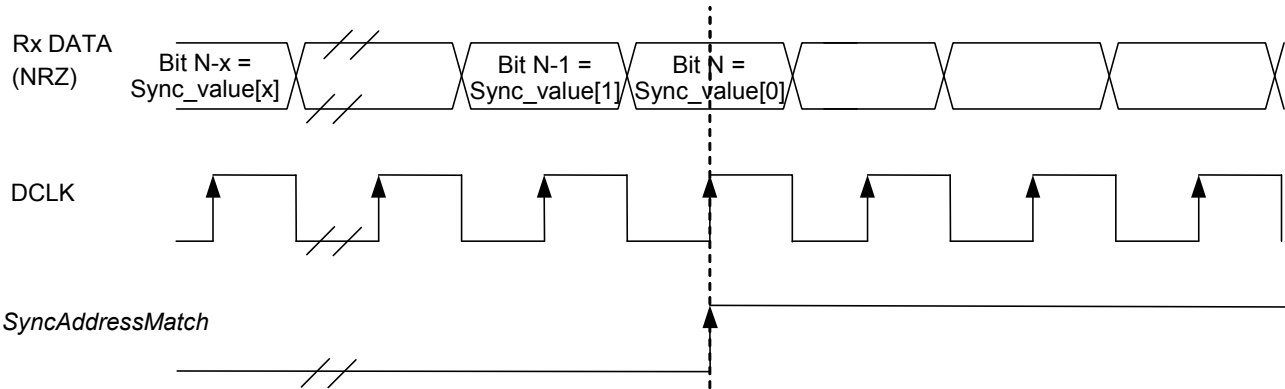 Rx DATA
(NRZ)
Bit N-x =
Sync_value[x]
Bit N-1 =
Sync_value[1]
Bit N =
Sync_value[0]
DCLK
SyncAddressMatch